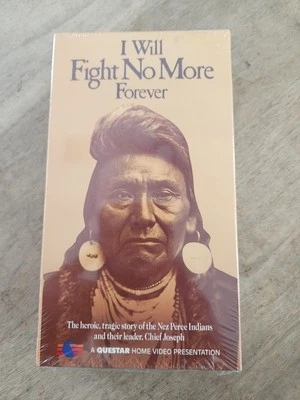 I Will
Fight No More
Forever
The heroic, tragic story of the Nez Perce Indians
and their leader, Chief Joseph
A QUESTAR HOME VIDEO PRESENTATION